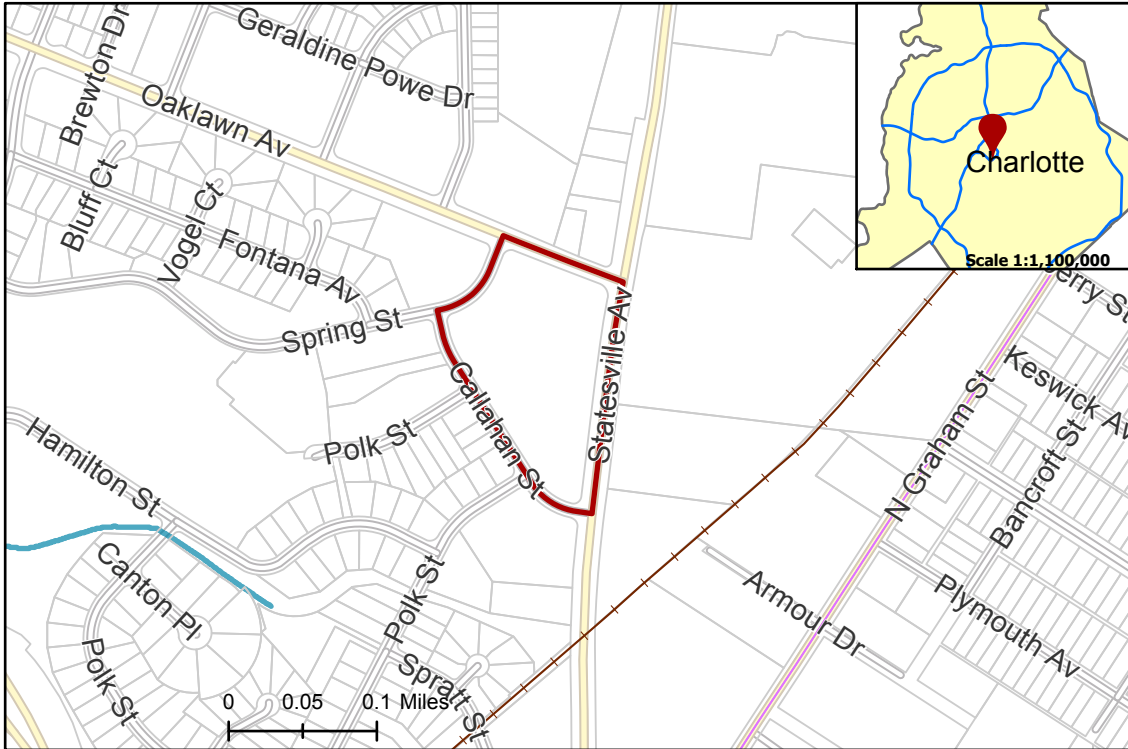 Brewton Dr
Geraldine Powe Dr
Oaklawn Av
Charlotte
Scale 1:1,100,000
Bluff Ct
Vogel Ct
Fontana Av
Spring St
Statesville Av
Callahan St
Polk St
Hamilton St
Canton Pl
Polk St
Polk St
Spratt St
erry St
Keswick Av
N Graham St
Bancroft St
Plymouth Av
Armour Dr
0 0.05 0.1 Miles